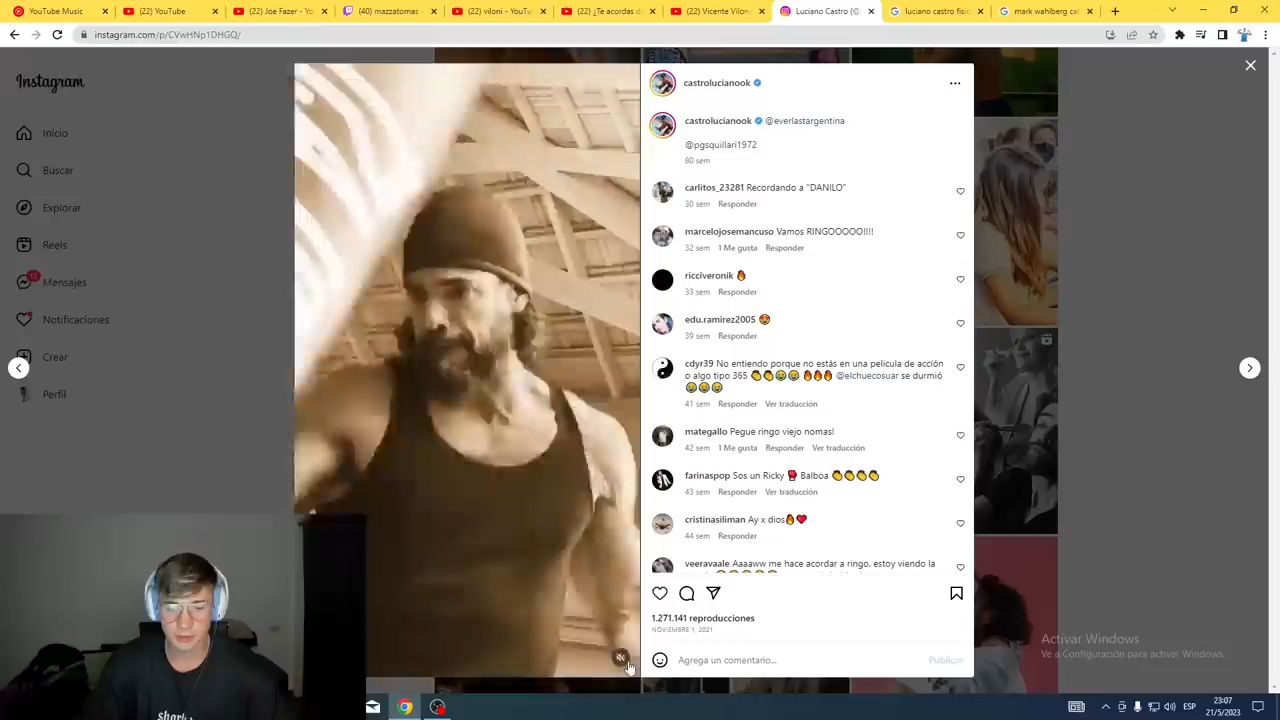 (22) YouTube Music
(22) YouTube
(22) Joe Fazer - Yo
(40) mazzatomas -
(22) viloni - YouTu
(22) ¿Te acordas d
(22) Vicente Vilon
Luciano Castro (@
lucciano castro fisic
mark wahlberg cal
instagram.com/p/CVwHNp1DHGQ/
Instagram
Inicio
Buscar
Explorar
Reels
Mensajes
Notificaciones
Crear
Perfil
castrolucianook
castrolucianook @everlastargentina
@pgsquillari1972
80 sem
carlitos_23281 Recordando a "DANILO"
30 sem Responder
marcelojosemancuso Vamos RINGOOOOO!!!!
32 sem 1 Me gusta Responder
ricciveronik 🔥
33 sem Responder
edu.ramirez2005 😍
39 sem Responder
cdyr39 No entiendo porque no estás en una película de acción
o algo tipo 365 👏👏😂😂 🔥🔥🔥 @elchuecosuar se durmió
😂😂😂
41 sem Responder Ver traducción
mategallo Pegue ringo viejo nomas!
42 sem 1 Me gusta Responder Ver traducción
farinaspop Sos un Ricky 🥊 Balboa 👏👏👏👏
43 sem Responder Ver traducción
cristinasiliman Ay x dios🔥❤️
44 sem Responder
veeravaale Aaaaww me hace acordar a ringo, estoy viendo la
1.271.141 reproducciones
NOVIEMBRE 1, 2021
Agrega un comentario...
Publicar
Activar Windows
Ve a Configuración para activar Windows.
ESP
23:07
21/5/2023